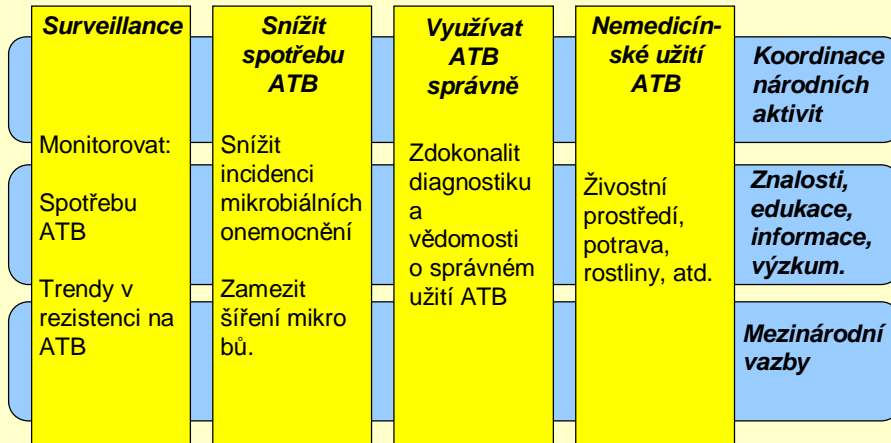 Surveillance
Monitorovat:
Spotřebu
ATB
Trendy v
rezistenci na
ATB
Snížit
spotřebu
ATB
Snížit
incidenci
mikrobiálních
onemocnění
Zamezit
šíření mikro
bů.
Využívat
ATB
správně
Zdokonalit
diagnostiku
a
vědomosti
o správném
užití ATB
Nemedicín-
ské užití
ATB
Živostní
prostředí,
potrava,
rostliny, atd.
Koordinace
národních
aktivit
Znalosti,
edukace,
informace,
výzkum.
Mezinárodní
vazby